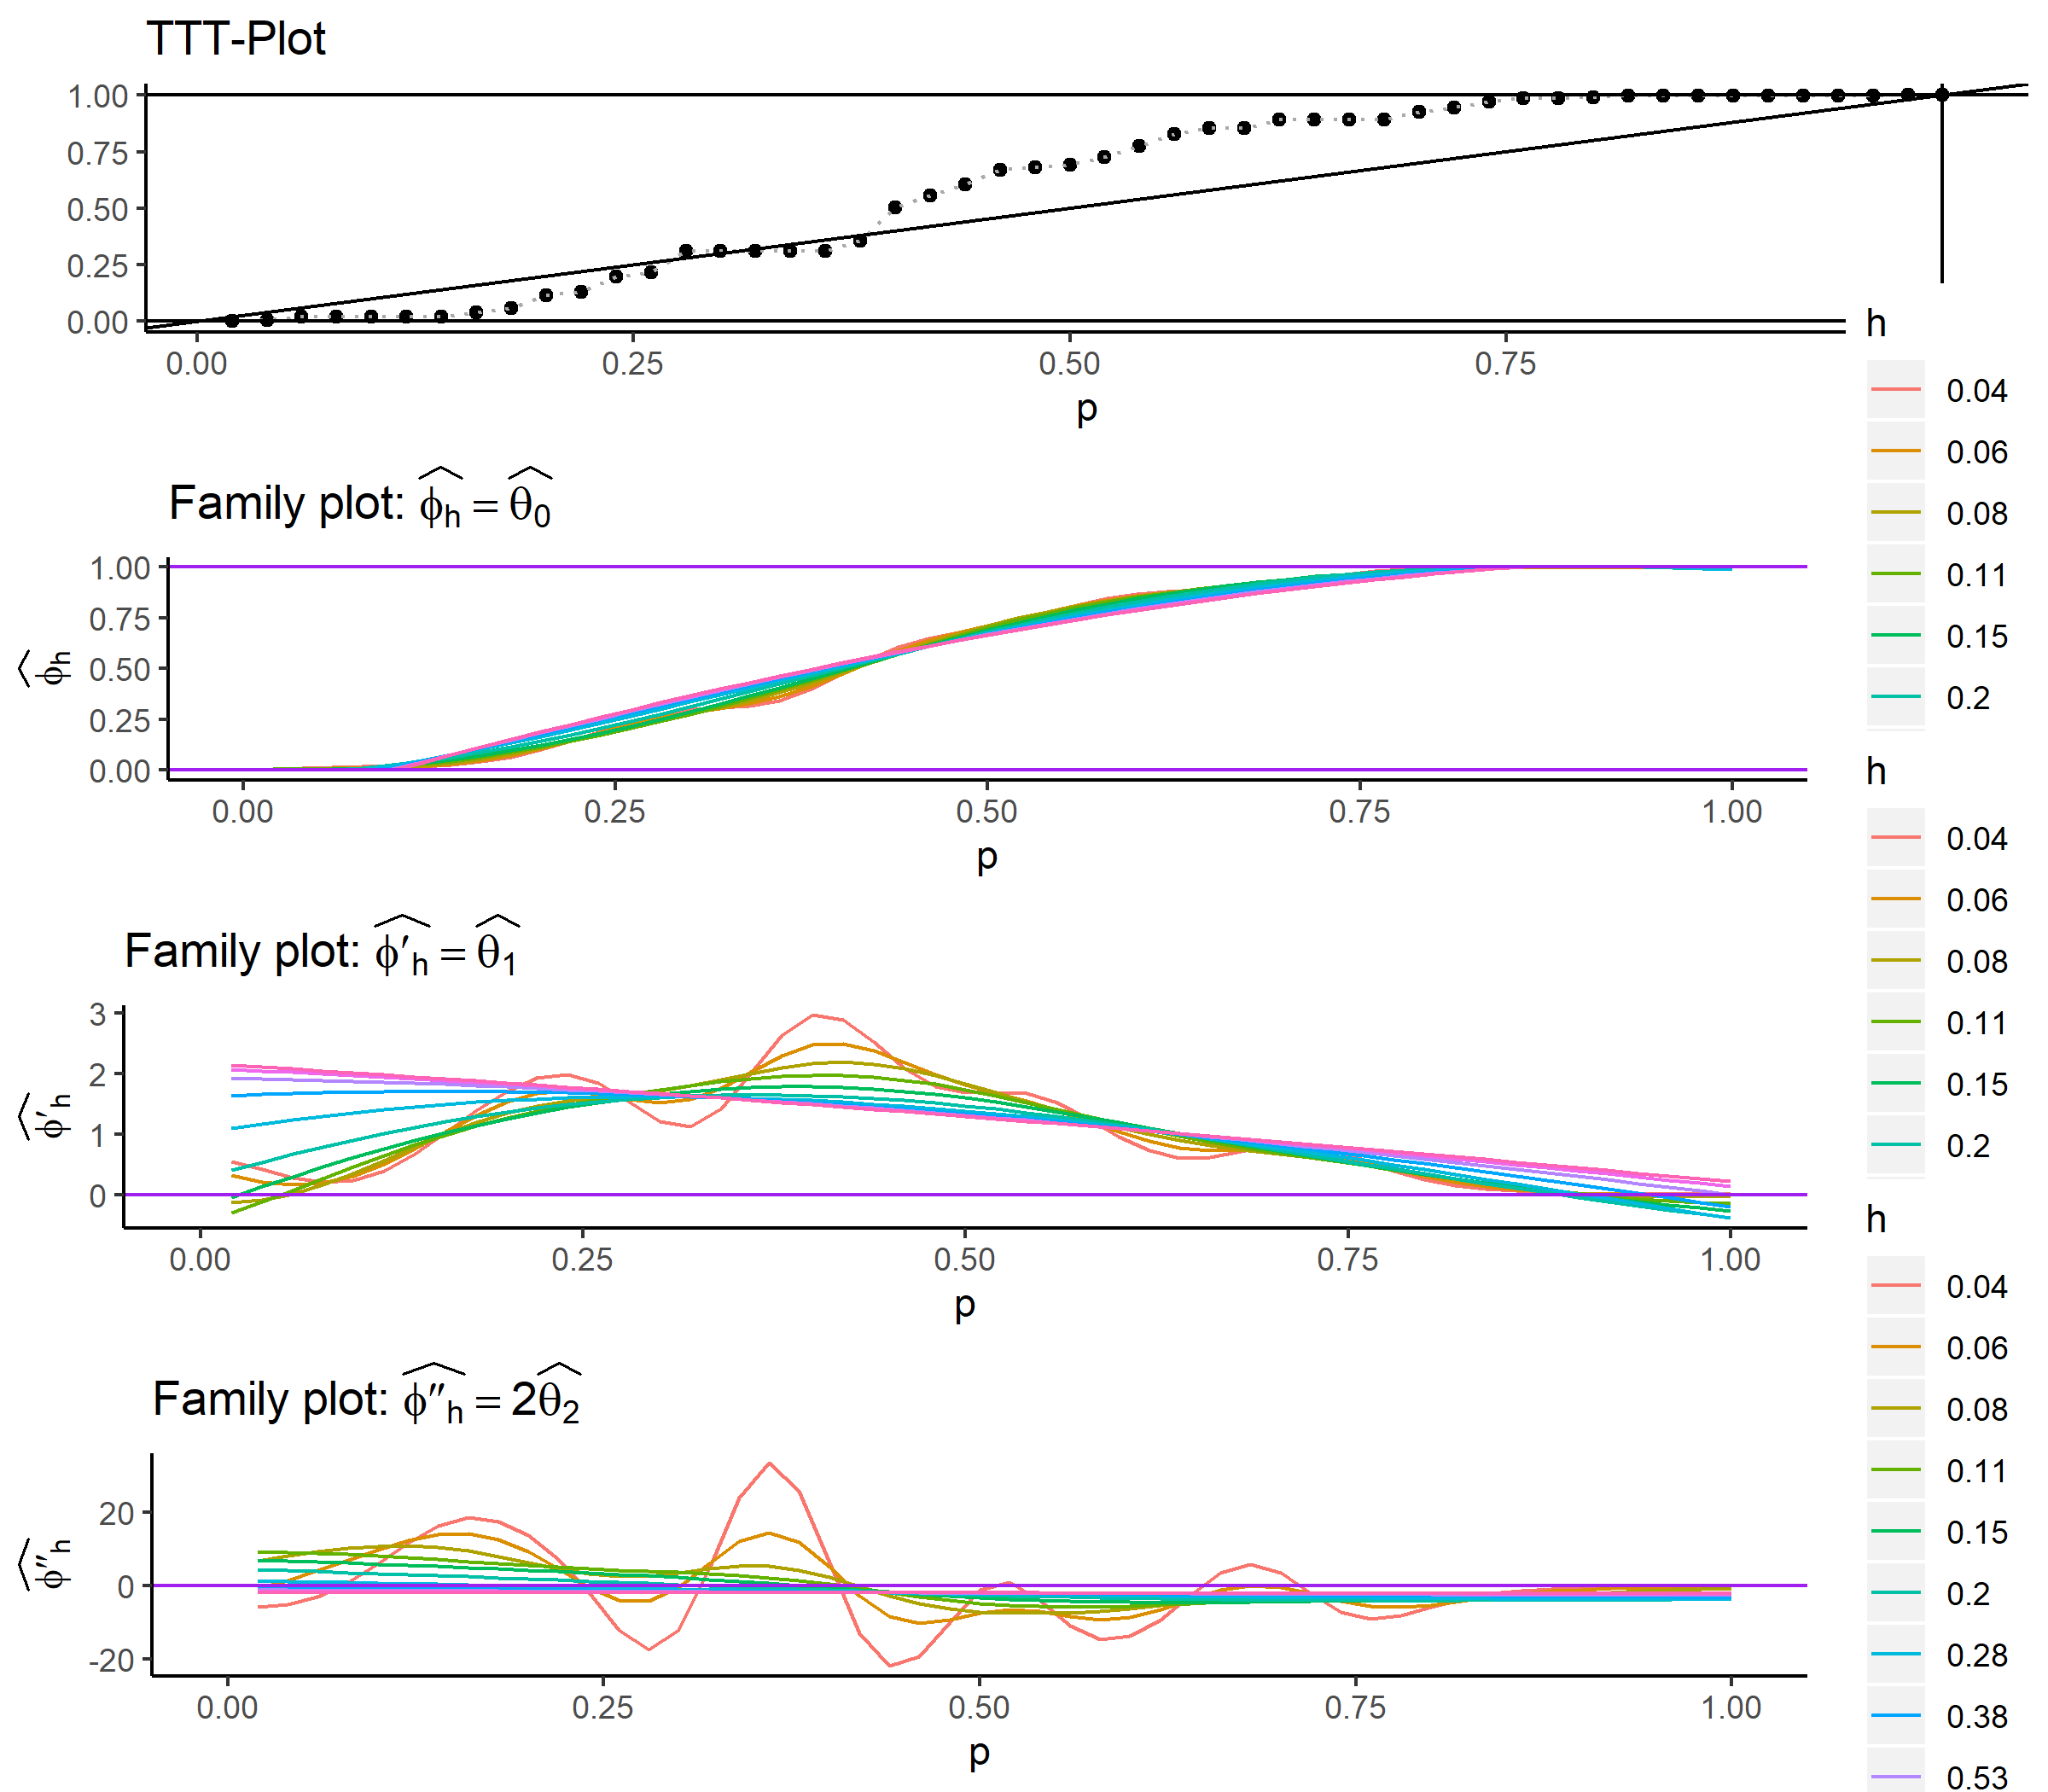 TTT-Plot
1.00
0.75
0.50
0.25
0.00
0.00 0.25 0.50 0.75
p
h
0.04
0.06
0.08
0.11
0.15
0.2
Family plot: ϕ̂h = θ̂0
1.00
0.75
0.50
0.25
0.00
ϕ̂h
0.00 0.25 0.50 0.75 1.00
p
h
0.04
0.06
0.08
0.11
0.15
0.2
Family plot: ϕ̂′h = θ̂1
3
2
1
0
ϕ̂′h
0.00 0.25 0.50 0.75 1.00
p
h
0.04
0.06
0.08
0.11
0.15
0.2
0.28
0.38
0.53
Family plot: ϕ̂″h = 2θ̂2
20
0
-20
ϕ̂″h
0.00 0.25 0.50 0.75 1.00
p